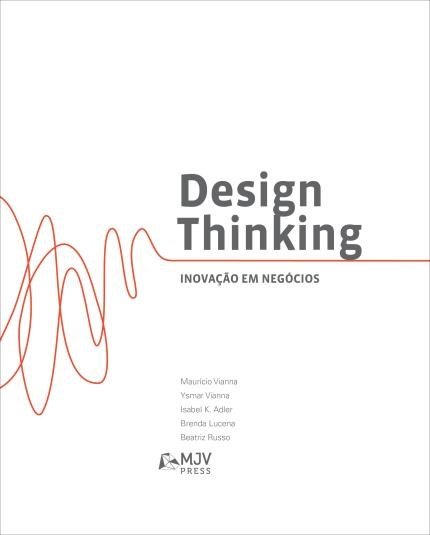 Design
Thinking
INOVAÇÃO EM NEGÓCIOS
Maurício Vianna
Ysmar Vianna
Isabel K. Adler
Brenda Lucena
Beatriz Russo
MJV
PRESS